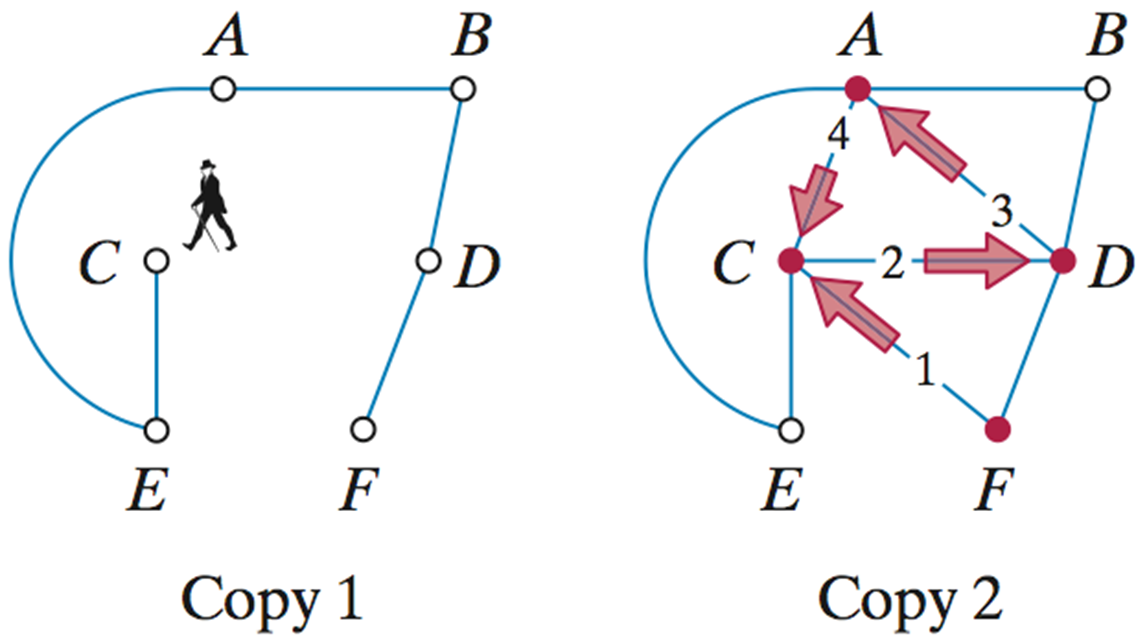 A B A B
4
3
C D C 2 D
1
E F E F
Copy 1 Copy 2